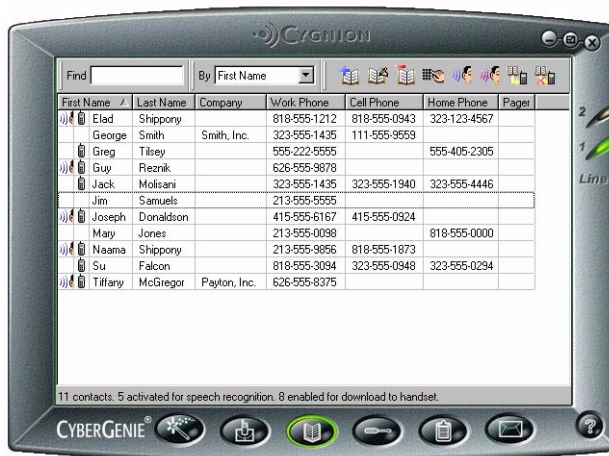 CYGNION
Find By First Name
First Name Last Name Company Work Phone Cell Phone Home Phone Pager
Elad Shippony 818-555-1212 818-555-0943 323-123-4567
George Smith Smith, Inc. 323-555-1435 111-555-9559
Greg Tilsey 555-222-5555 555-405-2305
Guy Reznik 626-555-9878
Jack Molisani 323-555-1435 323-555-1940 323-555-4446
Jim Samuels 213-555-5555
Joseph Donaldson 415-555-6167 415-555-0924
Mary Jones 213-555-0098 818-555-0000
Naama Shippony 213-555-9856 818-555-1873
Su Falcon 818-555-3094 323-555-0948 323-555-0294
Tiffany McGregor Payton, Inc. 626-555-8375
2
1
Line
11 contacts. 5 activated for speech recognition. 8 enabled for download to handset.
CYBERGENIE® ?